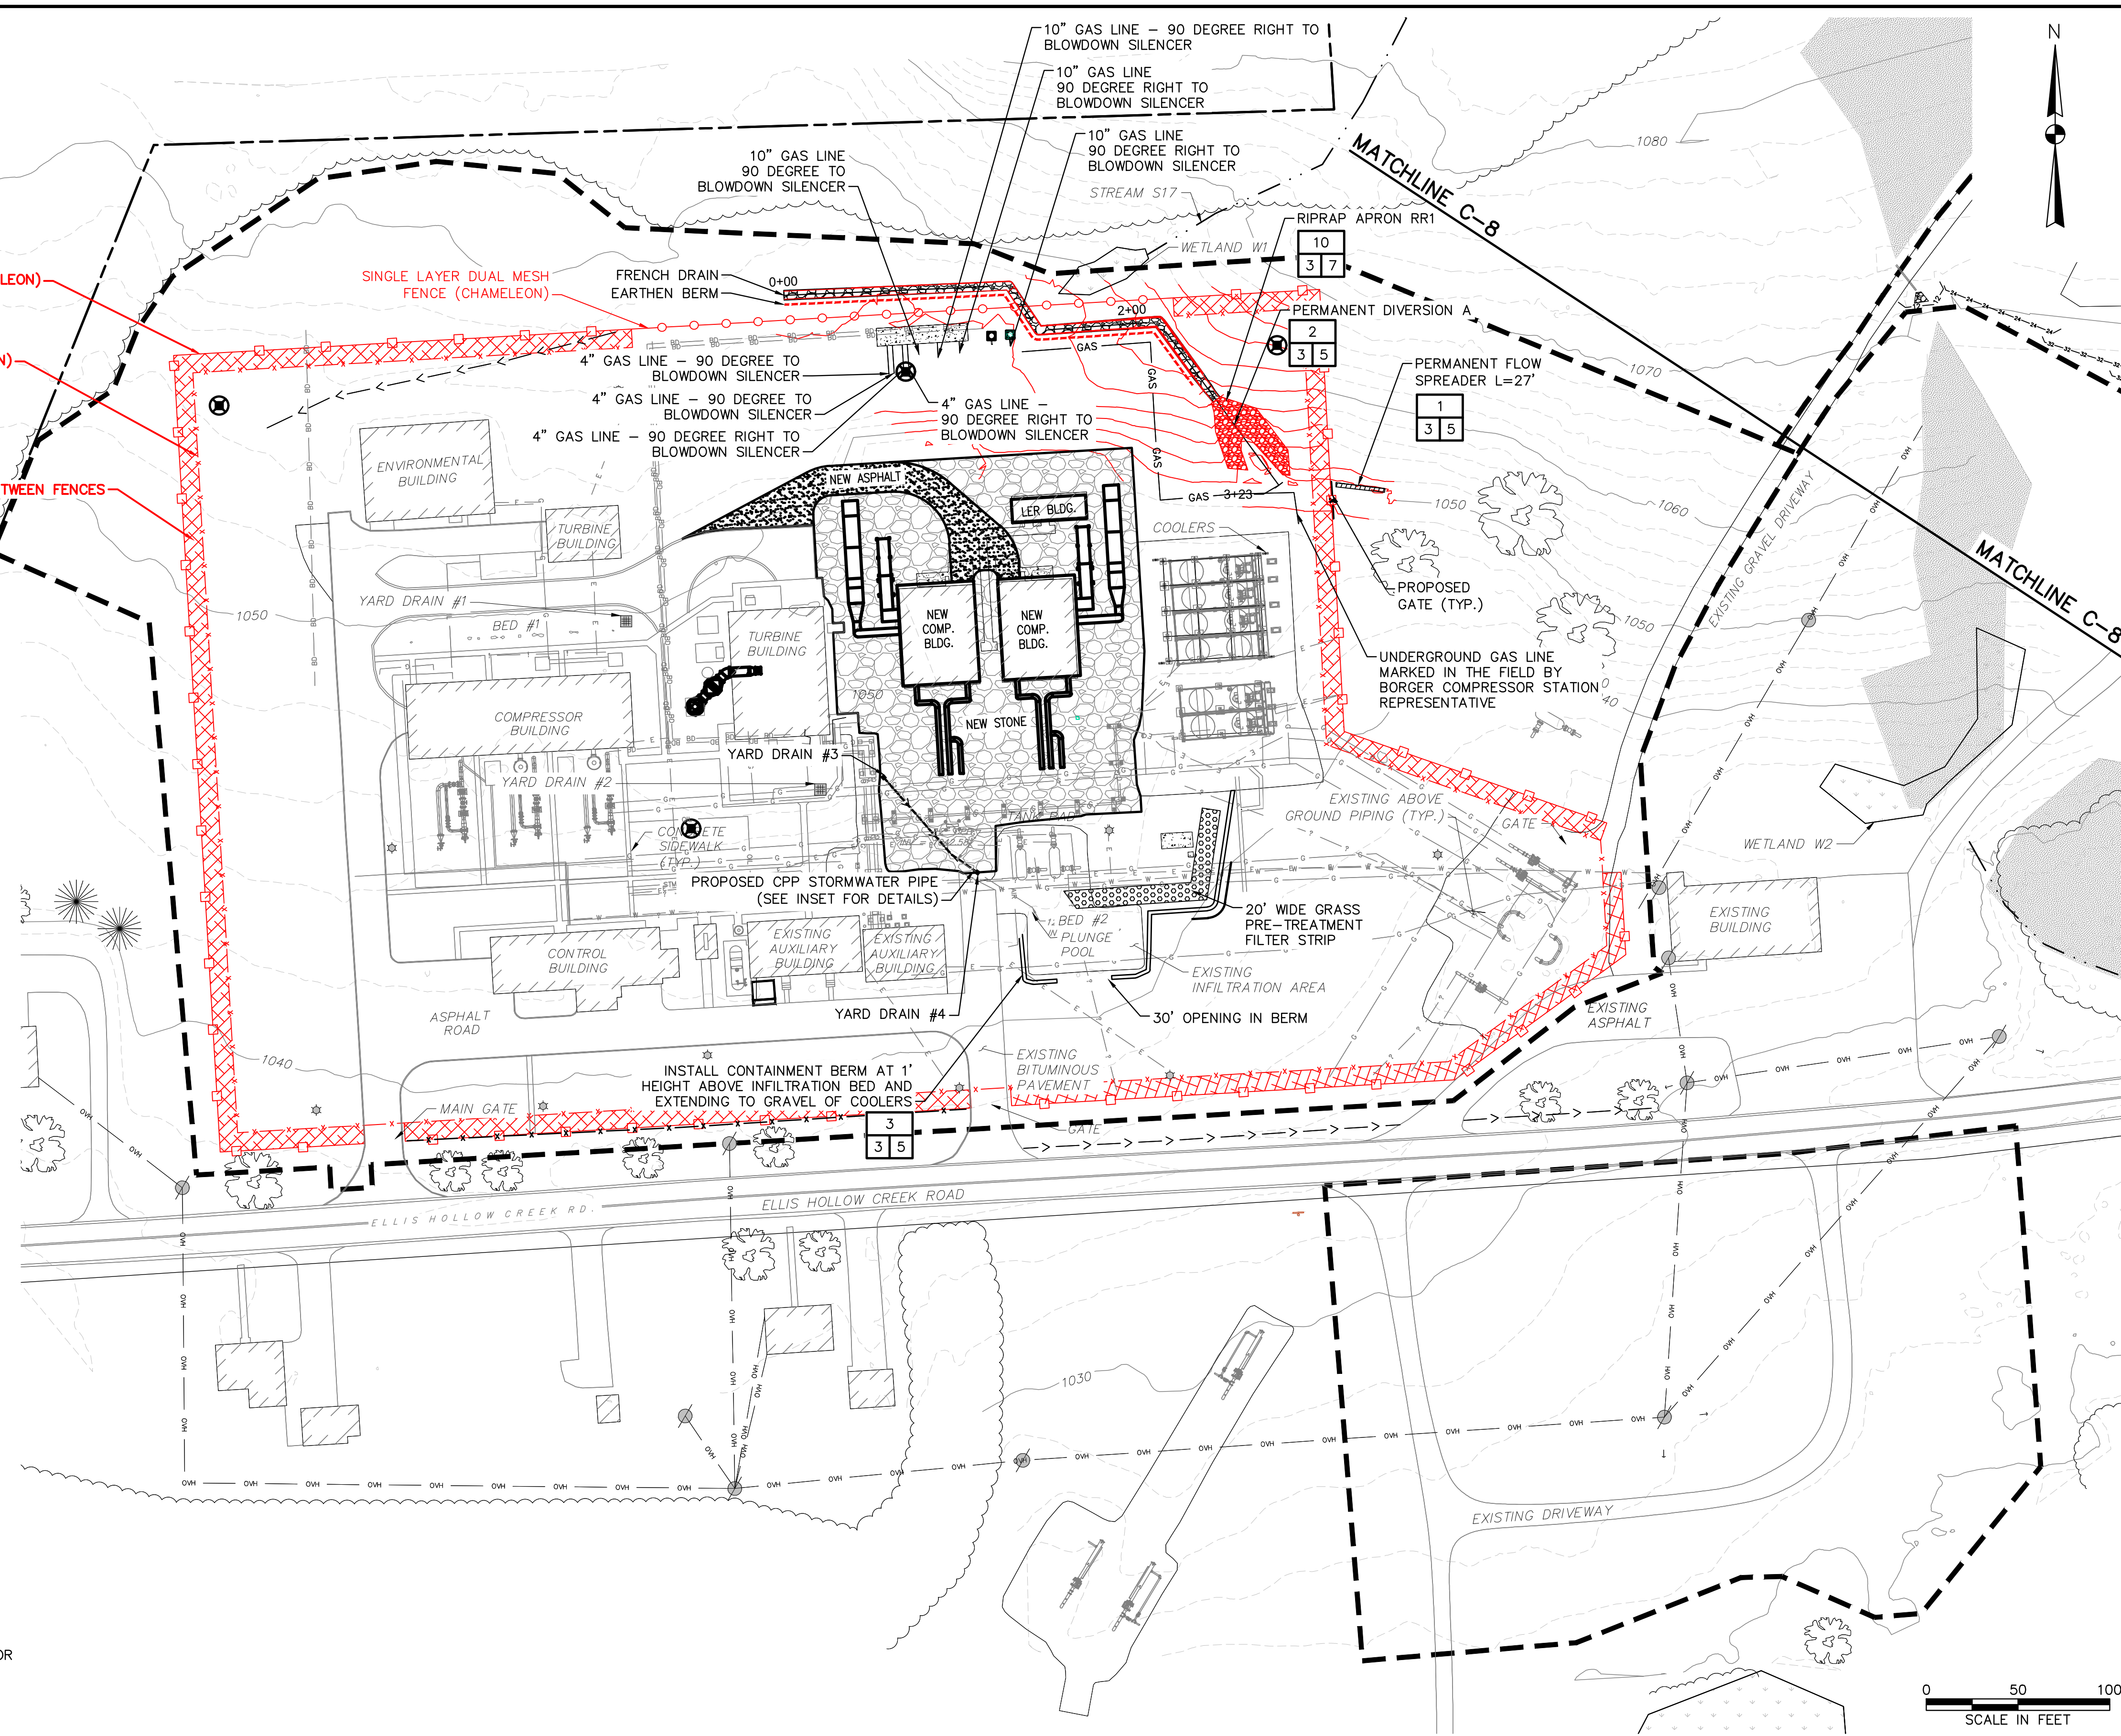 10" GAS LINE – 90 DEGREE RIGHT TO
BLOWDOWN SILENCER
10" GAS LINE
90 DEGREE RIGHT TO
BLOWDOWN SILENCER
10" GAS LINE
90 DEGREE RIGHT TO
BLOWDOWN SILENCER
10" GAS LINE
90 DEGREE TO
BLOWDOWN SILENCER
N
MATCHLINE C-8
1080
STREAM S17
WETLAND W1
RIPRAP APRON RR1
10
3 7
LEON)
SINGLE LAYER DUAL MESH
FENCE (CHAMELEON)
FRENCH DRAIN
EARTHEN BERM
0+00
2+00
PERMANENT DIVERSION A
2
3 5
N)
4" GAS LINE – 90 DEGREE TO
BLOWDOWN SILENCER
4" GAS LINE – 90 DEGREE TO
BLOWDOWN SILENCER
4" GAS LINE – 90 DEGREE RIGHT TO
BLOWDOWN SILENCER
4" GAS LINE –
90 DEGREE RIGHT TO
BLOWDOWN SILENCER
GAS
GAS
GAS
GAS
3+23
PERMANENT FLOW
SPREADER L=27'
1
3 5
1070
1060
1050
TWEEN FENCES
ENVIRONMENTAL
BUILDING
TURBINE
BUILDING
NEW ASPHALT
LER BLDG.
COOLERS
EXISTING GRAVEL DRIVEWAY
MATCHLINE C-8
PROPOSED
GATE (TYP.)
1050
1050
YARD DRAIN #1
BED #1
TURBINE
BUILDING
NEW
COMP.
BLDG.
NEW
COMP.
BLDG.
1050
NEW STONE
UNDERGROUND GAS LINE
MARKED IN THE FIELD BY
BORGER COMPRESSOR STATION
REPRESENTATIVE
COMPRESSOR
BUILDING
YARD DRAIN #3
YARD DRAIN #2
CONCRETE
SIDEWALK
(TYP.)
TANK PAD
EXISTING ABOVE
GROUND PIPING (TYP.)
GATE
WETLAND W2
PROPOSED CPP STORMWATER PIPE
(SEE INSET FOR DETAILS)
20' WIDE GRASS
PRE-TREATMENT
FILTER STRIP
BED #2
PLUNGE
POOL
EXISTING
BUILDING
CONTROL
BUILDING
EXISTING
AUXILIARY
BUILDING
EXISTING
AUXILIARY
BUILDING
EXISTING
INFILTRATION AREA
ASPHALT
ROAD
YARD DRAIN #4
30' OPENING IN BERM
EXISTING
ASPHALT
1040
INSTALL CONTAINMENT BERM AT 1'
HEIGHT ABOVE INFILTRATION BED AND
EXTENDING TO GRAVEL OF COOLERS
3
3 5
EXISTING
BITUMINOUS
PAVEMENT
MAIN GATE
GATE
ELLIS HOLLOW CREEK RD.
ELLIS HOLLOW CREEK ROAD
1030
EXISTING DRIVEWAY
OR
0 50 100
SCALE IN FEET